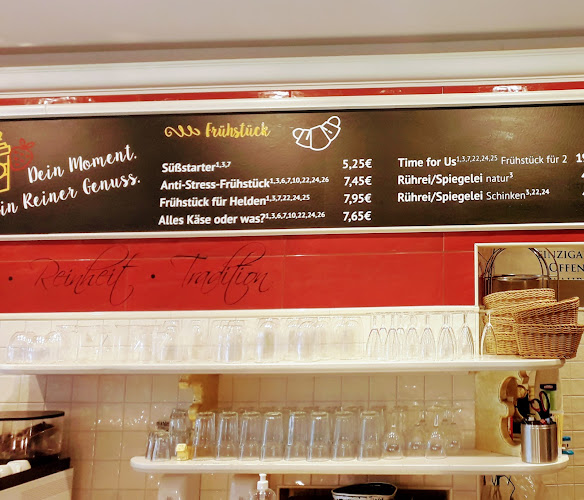 Dein Moment.
in Reiner Genuss.
Frühstück
Süßstarter1,3,7 5,25€
Anti-Stress-Frühstück1,3,6,7,10,22,24,26 7,45€
Frühstück für Helden1,3,7,22,24,25 7,95€
Alles Käse oder was?1,3,6,7,10,22,24,26 7,65€
Time for Us1,3,7,22,24,25 Frühstück für 2
Rührei/Spiegelei natur3
Rührei/Spiegelei Schinken3,22,24
• Reinheit • Tradition
INZIGA
OFFEN